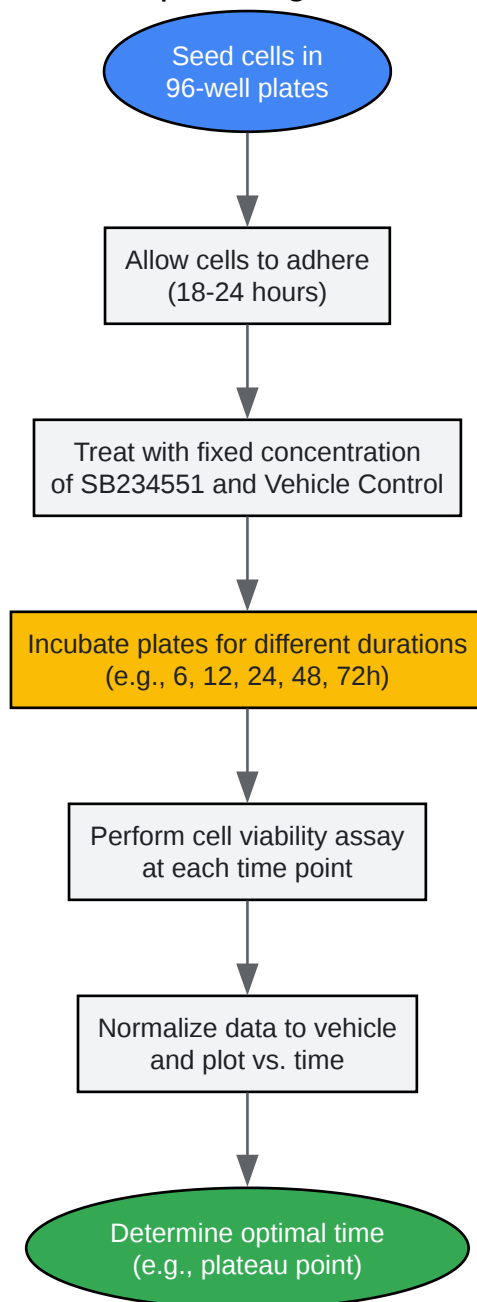 Seed cells in
96-well plates
Allow cells to adhere
(18-24 hours)
Treat with fixed concentration
of SB234551 and Vehicle Control
Incubate plates for different durations
(e.g., 6, 12, 24, 48, 72h)
Perform cell viability assay
at each time point
Normalize data to vehicle
and plot vs. time
Determine optimal time
(e.g., plateau point)